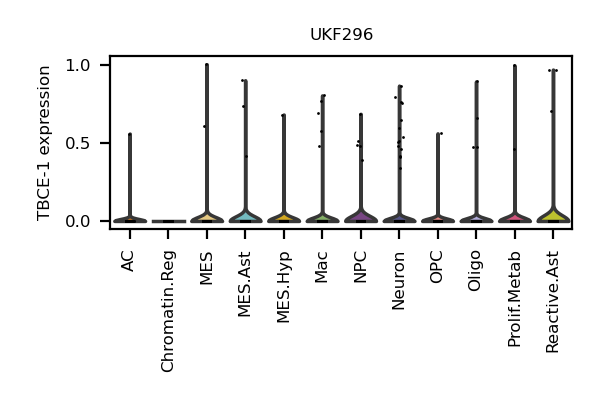 UKF296
TBCE-1 expression
1.0
0.5
0.0
AC
Chromatin.Reg
MES
MES.Ast
MES.Hyp
Mac
NPC
Neuron
OPC
Oligo
Prolif.Metab
Reactive.Ast